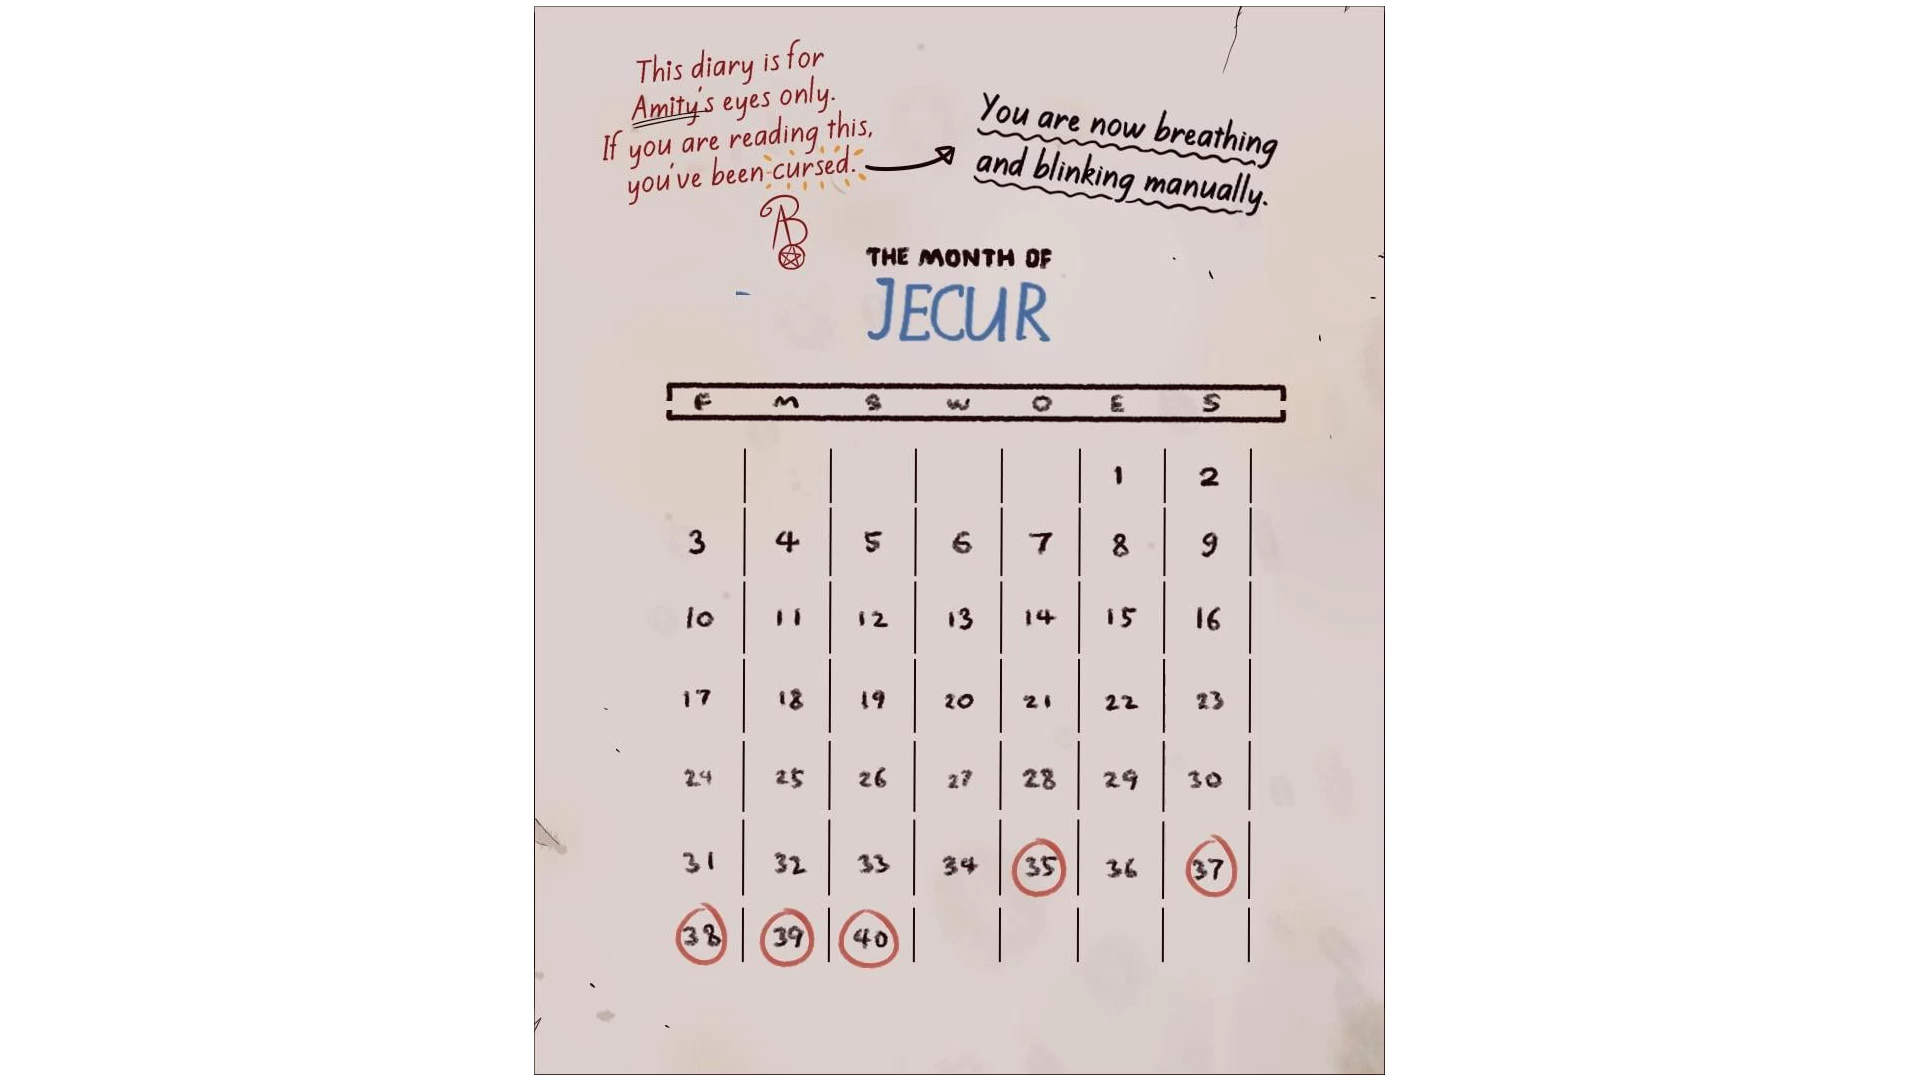 This diary is for
Amity's eyes only.
If you are reading this,
you've been cursed.
You are now breathing
and blinking manually.
AB
THE MONTH OF
JECUR
F M S W O E S
1 2
3 4 5 6 7 8 9
10 11 12 13 14 15 16
17 18 19 20 21 22 23
24 25 26 27 28 29 30
31 32 33 34 35 36 37
38 39 40